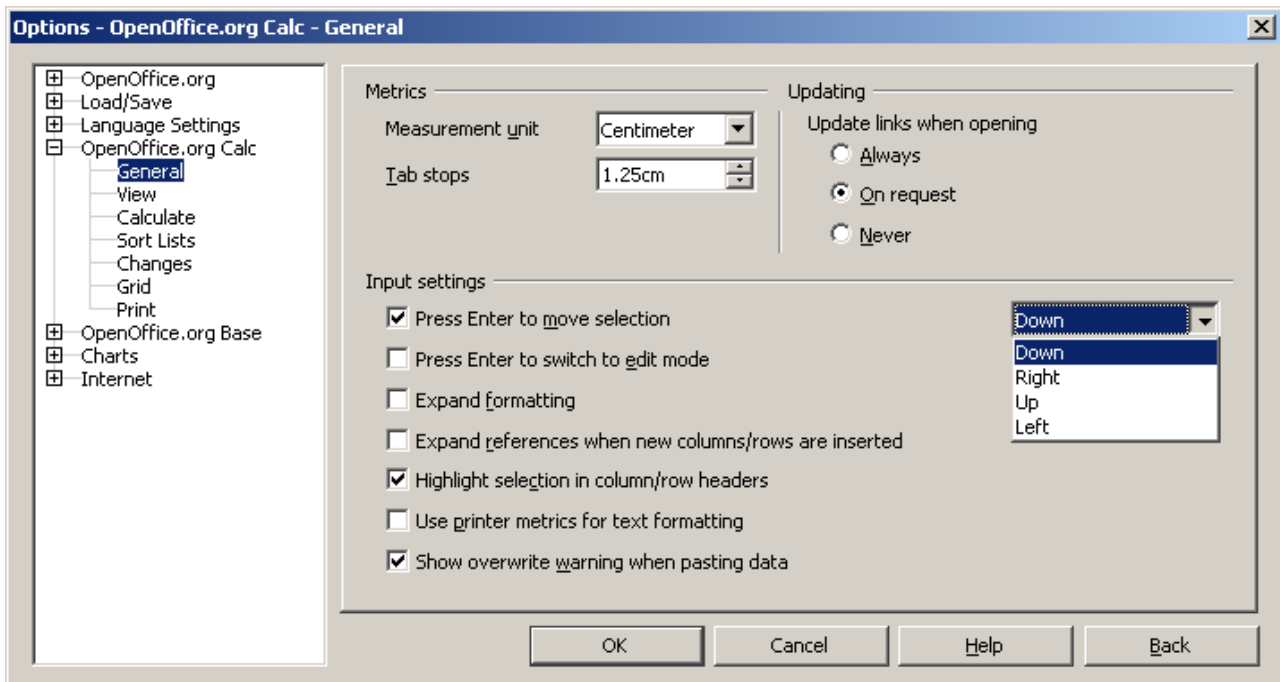 Options - OpenOffice.org Calc - General
OpenOffice.org
Load/Save
Language Settings
OpenOffice.org Calc
General
View
Calculate
Sort Lists
Changes
Grid
Print
OpenOffice.org Base
Charts
Internet
Metrics
Measurement unit
Centimeter
Tab stops
1.25cm
Updating
Update links when opening
Always
On request
Never
Input settings
Press Enter to move selection
Down
Down
Right
Up
Left
Press Enter to switch to edit mode
Expand formatting
Expand references when new columns/rows are inserted
Highlight selection in column/row headers
Use printer metrics for text formatting
Show overwrite warning when pasting data
OK
Cancel
Help
Back